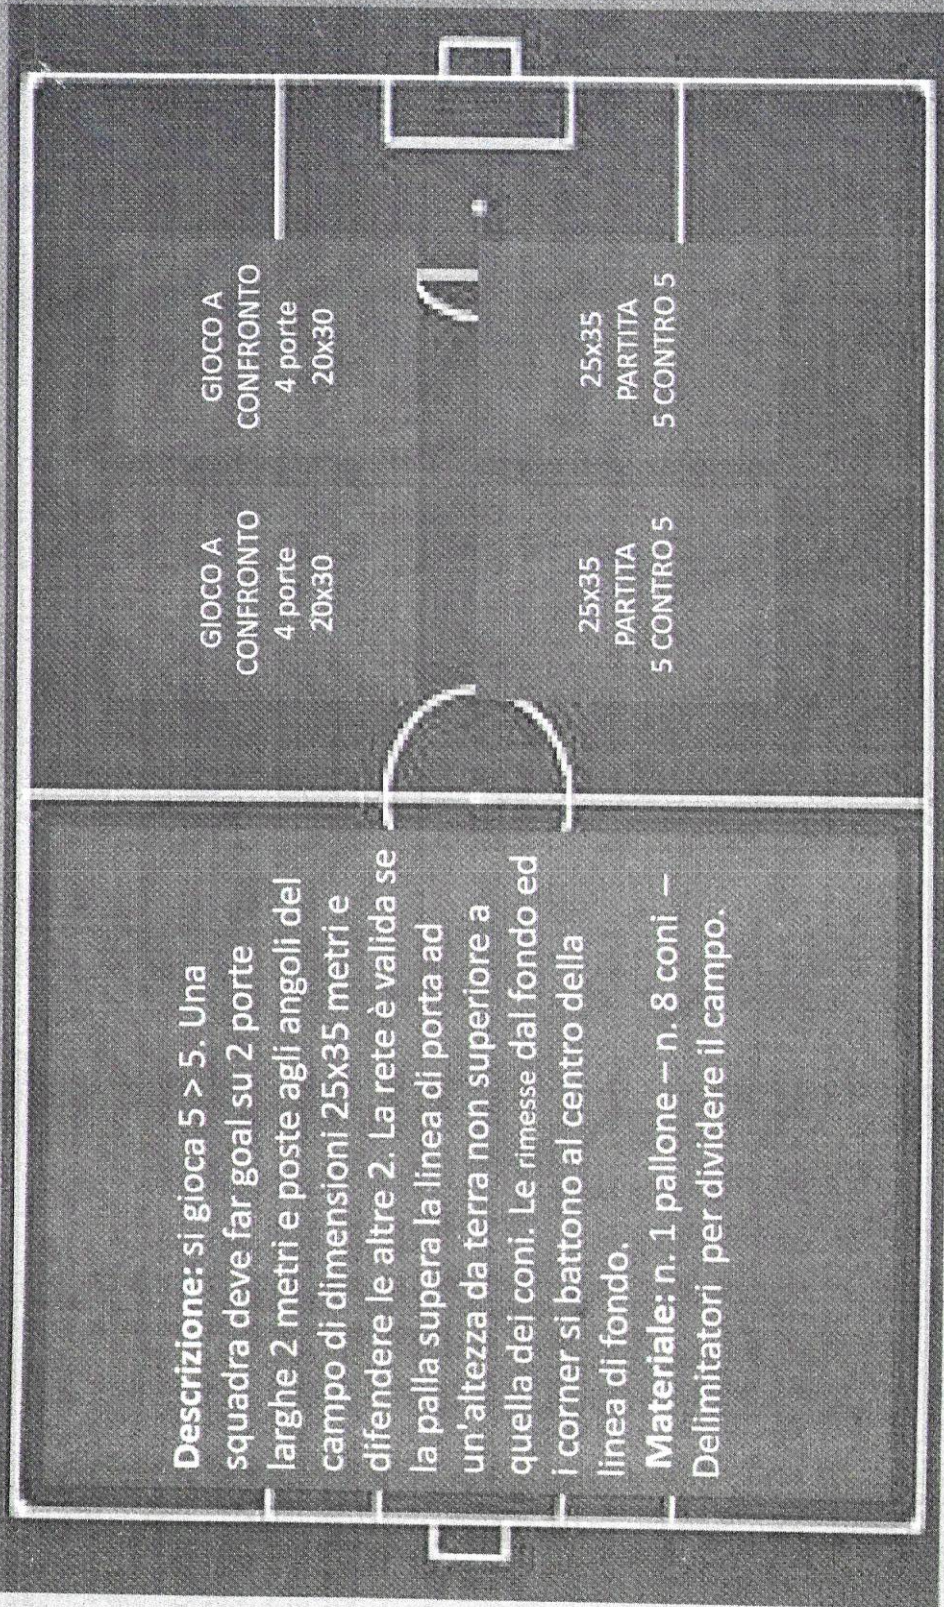 Descrizione: si gioca 5 > 5. Una
squadra deve far goal su 2 porte
larghe 2 metri e poste agli angoli del
campo di dimensioni 25x35 metri e
difendere le altre 2. La rete è valida se
la palla supera la linea di porta ad
un'altezza da terra non superiore a
quella dei coni. Le rimesse dal fondo ed
i corner si battono al centro della
linea di fondo.
Materiale: n. 1 pallone – n. 8 coni –
Delimitatori per dividere il campo.
GIOCO A
CONFRONTO
4 porte
20x30
GIOCO A
CONFRONTO
4 porte
20x30
25x35
PARTITA
5 CONTRO 5
25x35
PARTITA
5 CONTRO 5